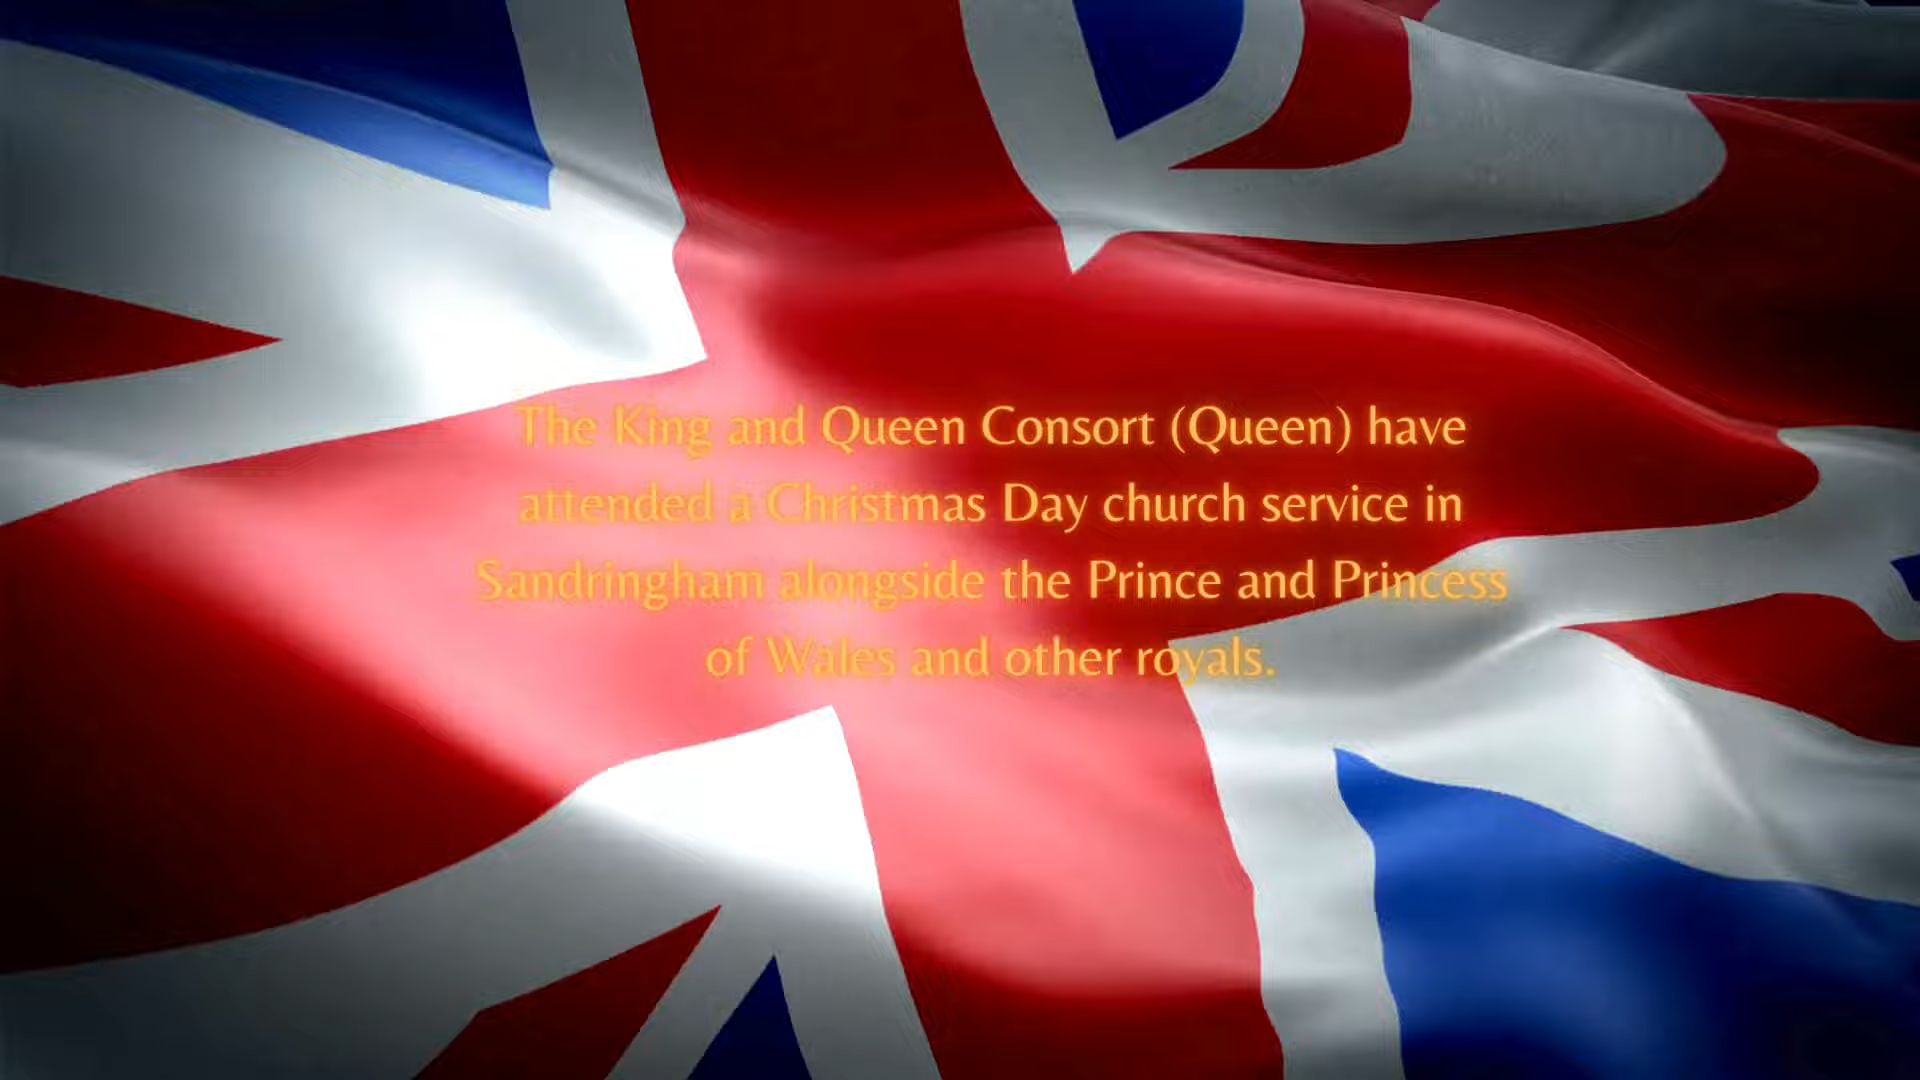 The King and Queen Consort (Queen) have
attended a Christmas Day church service in
Sandringham alongside the Prince and Princess
of Wales and other royals.